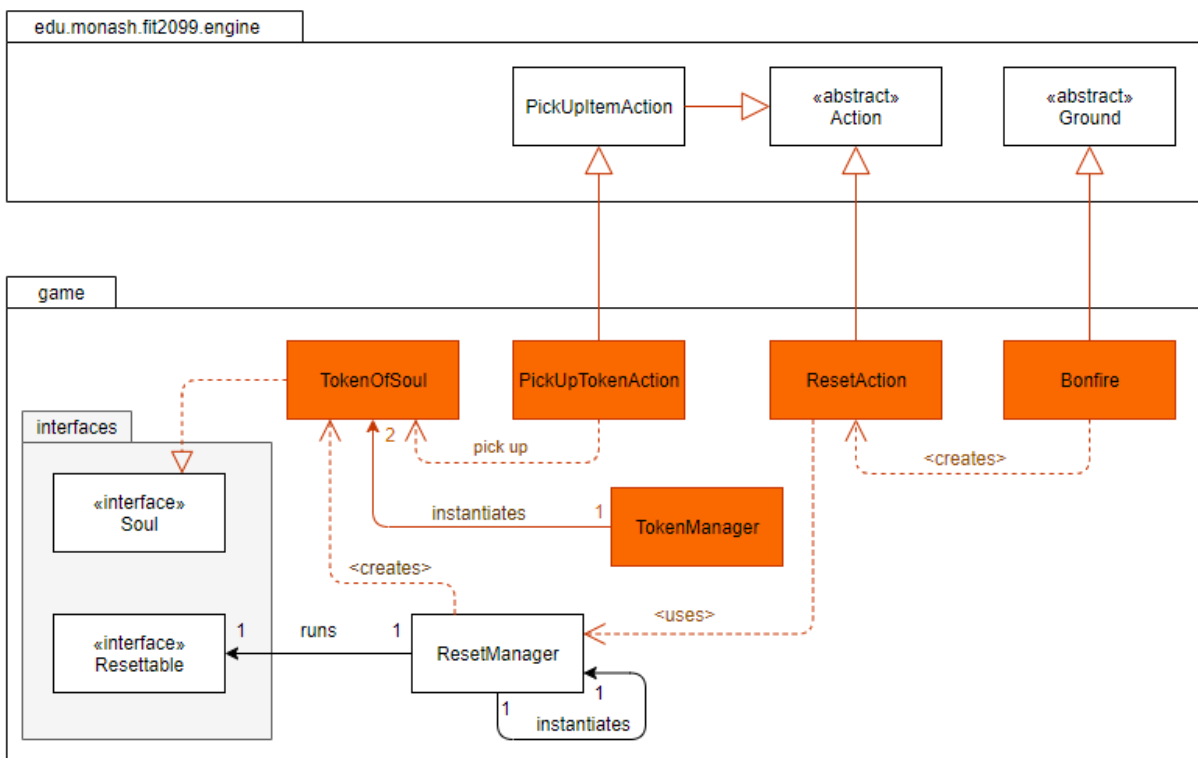 edu.monash.fit2099.engine
PickUpItemAction
«abstract»
Action
«abstract»
Ground
game
TokenOfSoul
PickUpTokenAction
ResetAction
Bonfire
interfaces
2
pick up
<creates>
«interface»
Soul
instantiates
1
TokenManager
<creates>
<uses>
«interface»
Resettable
1
runs
1
ResetManager
1
1
instantiates